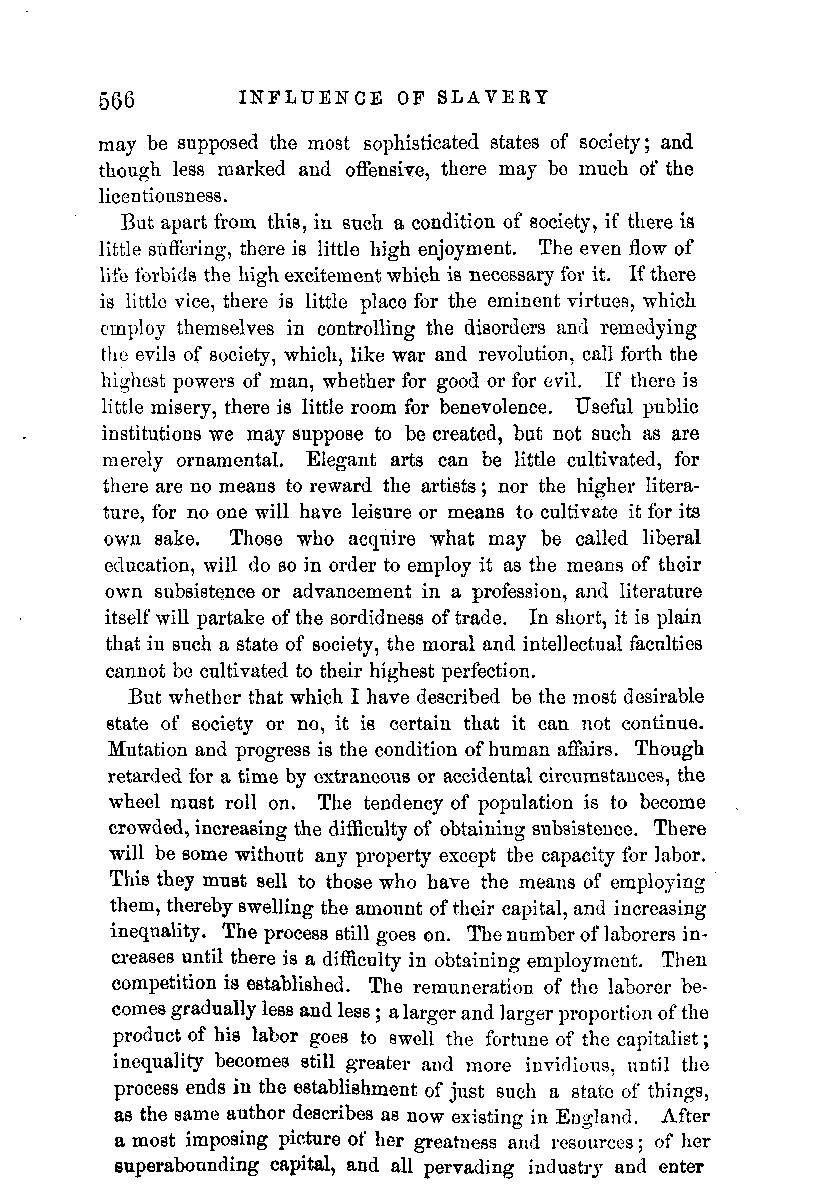 566 INFLUENCE OF SLAVERY
may be supposed the most sophisticated states of society; and
though less marked and offensive, there may be much of the
licentiousness.
But apart from this, in such a condition of society, if there is
little suffering, there is little high enjoyment. The even flow of
life forbids the high excitement which is necessary for it. If there
is little vice, there is little place for the eminent virtues, which
employ themselves in controlling the disorders and remedying
the evils of society, which, like war and revolution, call forth the
highest powers of man, whether for good or for evil. If there is
little misery, there is little room for benevolence. Useful public
institutions we may suppose to be created, but not such as are
merely ornamental. Elegant arts can be little cultivated, for
there are no means to reward the artists; nor the higher litera-
ture, for no one will have leisure or means to cultivate it for its
own sake. Those who acquire what may be called liberal
education, will do so in order to employ it as the means of their
own subsistence or advancement in a profession, and literature
itself will partake of the sordidness of trade. In short, it is plain
that in such a state of society, the moral and intellectual faculties
cannot be cultivated to their highest perfection.
But whether that which I have described be the most desirable
state of society or no, it is certain that it can not continue.
Mutation and progress is the condition of human affairs. Though
retarded for a time by extraneous or accidental circumstances, the
wheel must roll on. The tendency of population is to become
crowded, increasing the difficulty of obtaining subsistence. There
will be some without any property except the capacity for labor.
This they must sell to those who have the means of employing
them, thereby swelling the amount of their capital, and increasing
inequality. The process still goes on. The number of laborers in-
creases until there is a difficulty in obtaining employment. Then
competition is established. The remuneration of the laborer be-
comes gradually less and less; a larger and larger proportion of the
product of his labor goes to swell the fortune of the capitalist;
inequality becomes still greater and more invidious, until the
process ends in the establishment of just such a state of things,
as the same author describes as now existing in England. After
a most imposing picture of her greatness and resources; of her
superabounding capital, and all pervading industry and enter